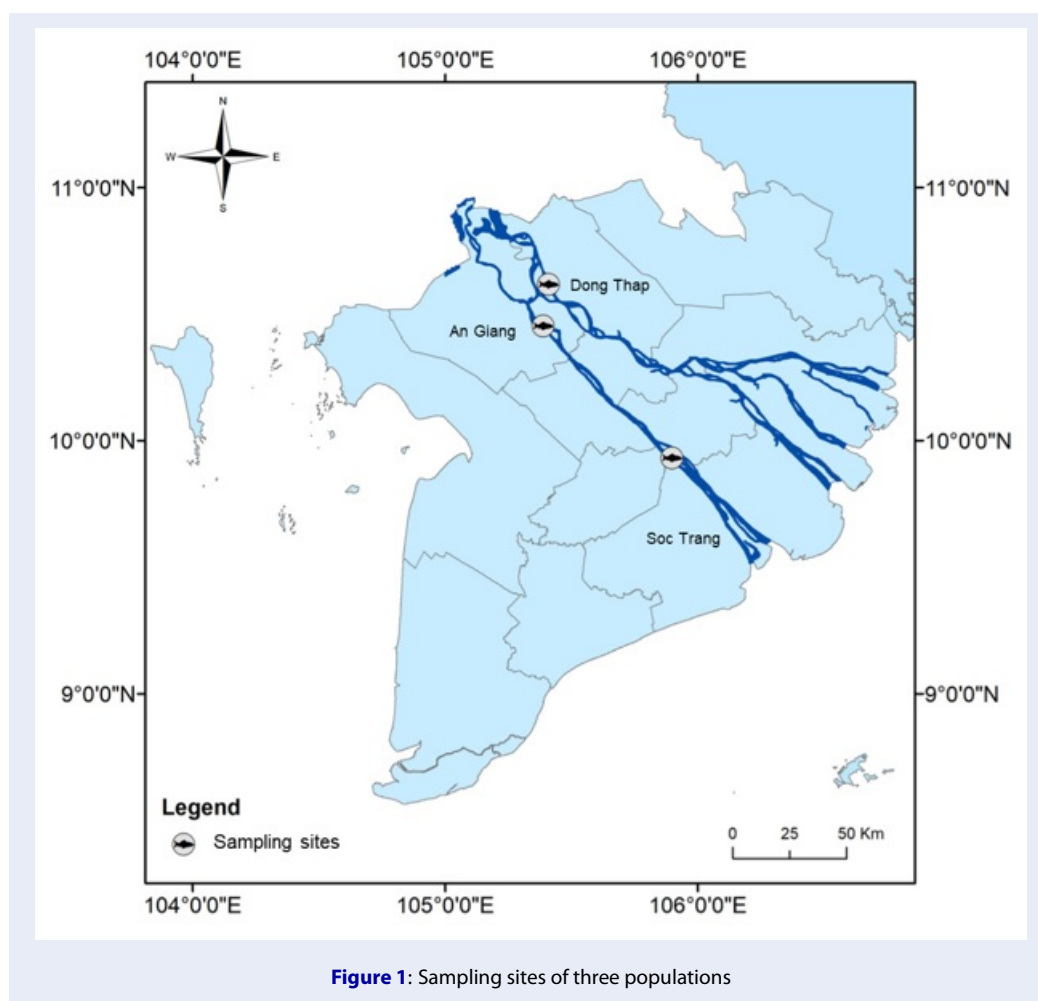 104°0'0"E 105°0'0"E 106°0'0"E
N
W E
S
11°0'0"N 11°0'0"N
Dong Thap
An Giang
10°0'0"N 10°0'0"N
Soc Trang
9°0'0"N 9°0'0"N
Legend
Sampling sites
0 25 50 Km
104°0'0"E 105°0'0"E 106°0'0"E
Figure 1: Sampling sites of three populations